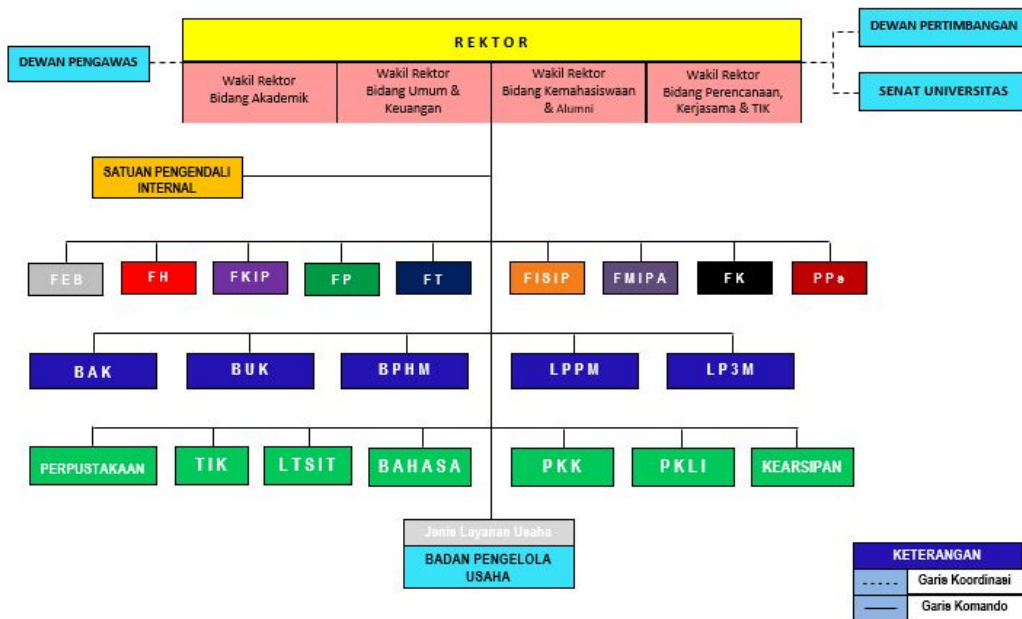 DEWAN PERTIMBANGAN
REKTOR
DEWAN PENGAWAS
Wakil Rektor
Bidang Akademik
Wakil Rektor
Bidang Umum &
Keuangan
Wakil Rektor
Bidang Kemahasiswaan
& Alumni
Wakil Rektor
Bidang Perencanaan,
Kerjasama & TIK
SENAT UNIVERSITAS
SATUAN PENGENDALI
INTERNAL
FEB
FH
FKIP
FP
FT
FISIP
FMIPA
FK
PPs
BAK
BUK
BPHM
LPPM
LP3M
PERPUSTAKAAN
TIK
LTSIT
BAHASA
PKK
PKLI
KEARSIPAN
Jenis Layanan Usaha
BADAN PENGELOLA
USAHA
KETERANGAN
Garis Koordinasi
Garis Komando